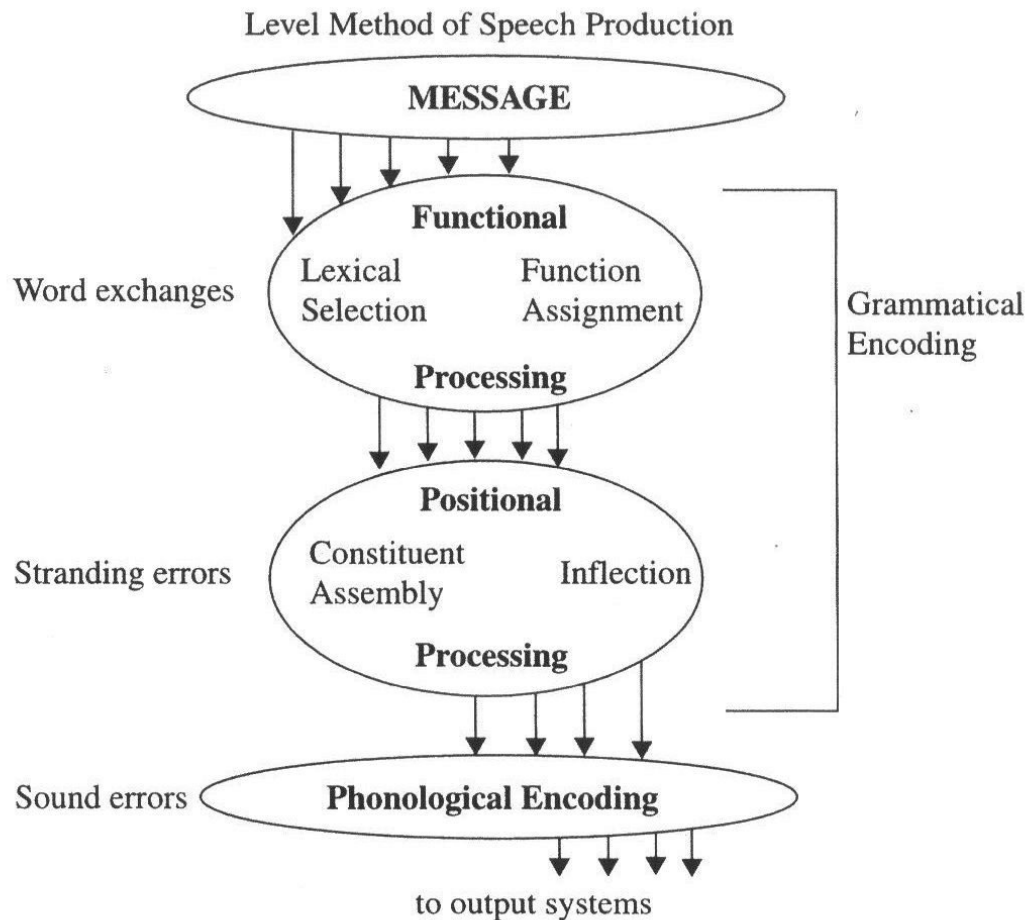 Level Method of Speech Production
MESSAGE
Functional
Lexical
Selection
Function
Assignment
Processing
Word exchanges
Grammatical
Encoding
Positional
Constituent
Assembly
Inflection
Processing
Stranding errors
Sound errors
Phonological Encoding
to output systems